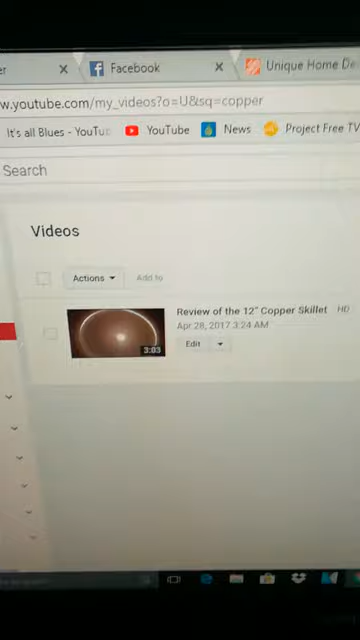 er
Facebook
Unique Home De
w.youtube.com/my_videos?o=U&sq=copper
It's all Blues - YouTu
YouTube
News
Project Free TV
Search
Videos
Actions
Add to
Review of the 12" Copper Skillet HD
3:03
Apr 28, 2017 3:24 AM
Edit